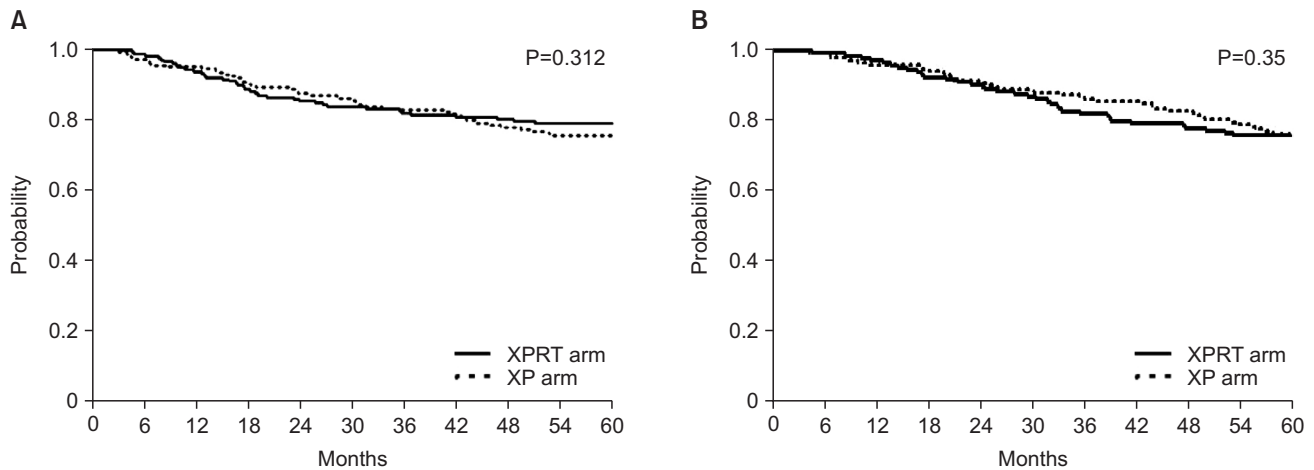 A
P=0.312
Probability
1.0
0.8
0.6
0.4
0.2
0
XPRT arm
XP arm
0 6 12 18 24 30 36 42 48 54 60
Months
B
P=0.35
Probability
1.0
0.8
0.6
0.4
0.2
0
XPRT arm
XP arm
0 6 12 18 24 30 36 42 48 54 60
Months